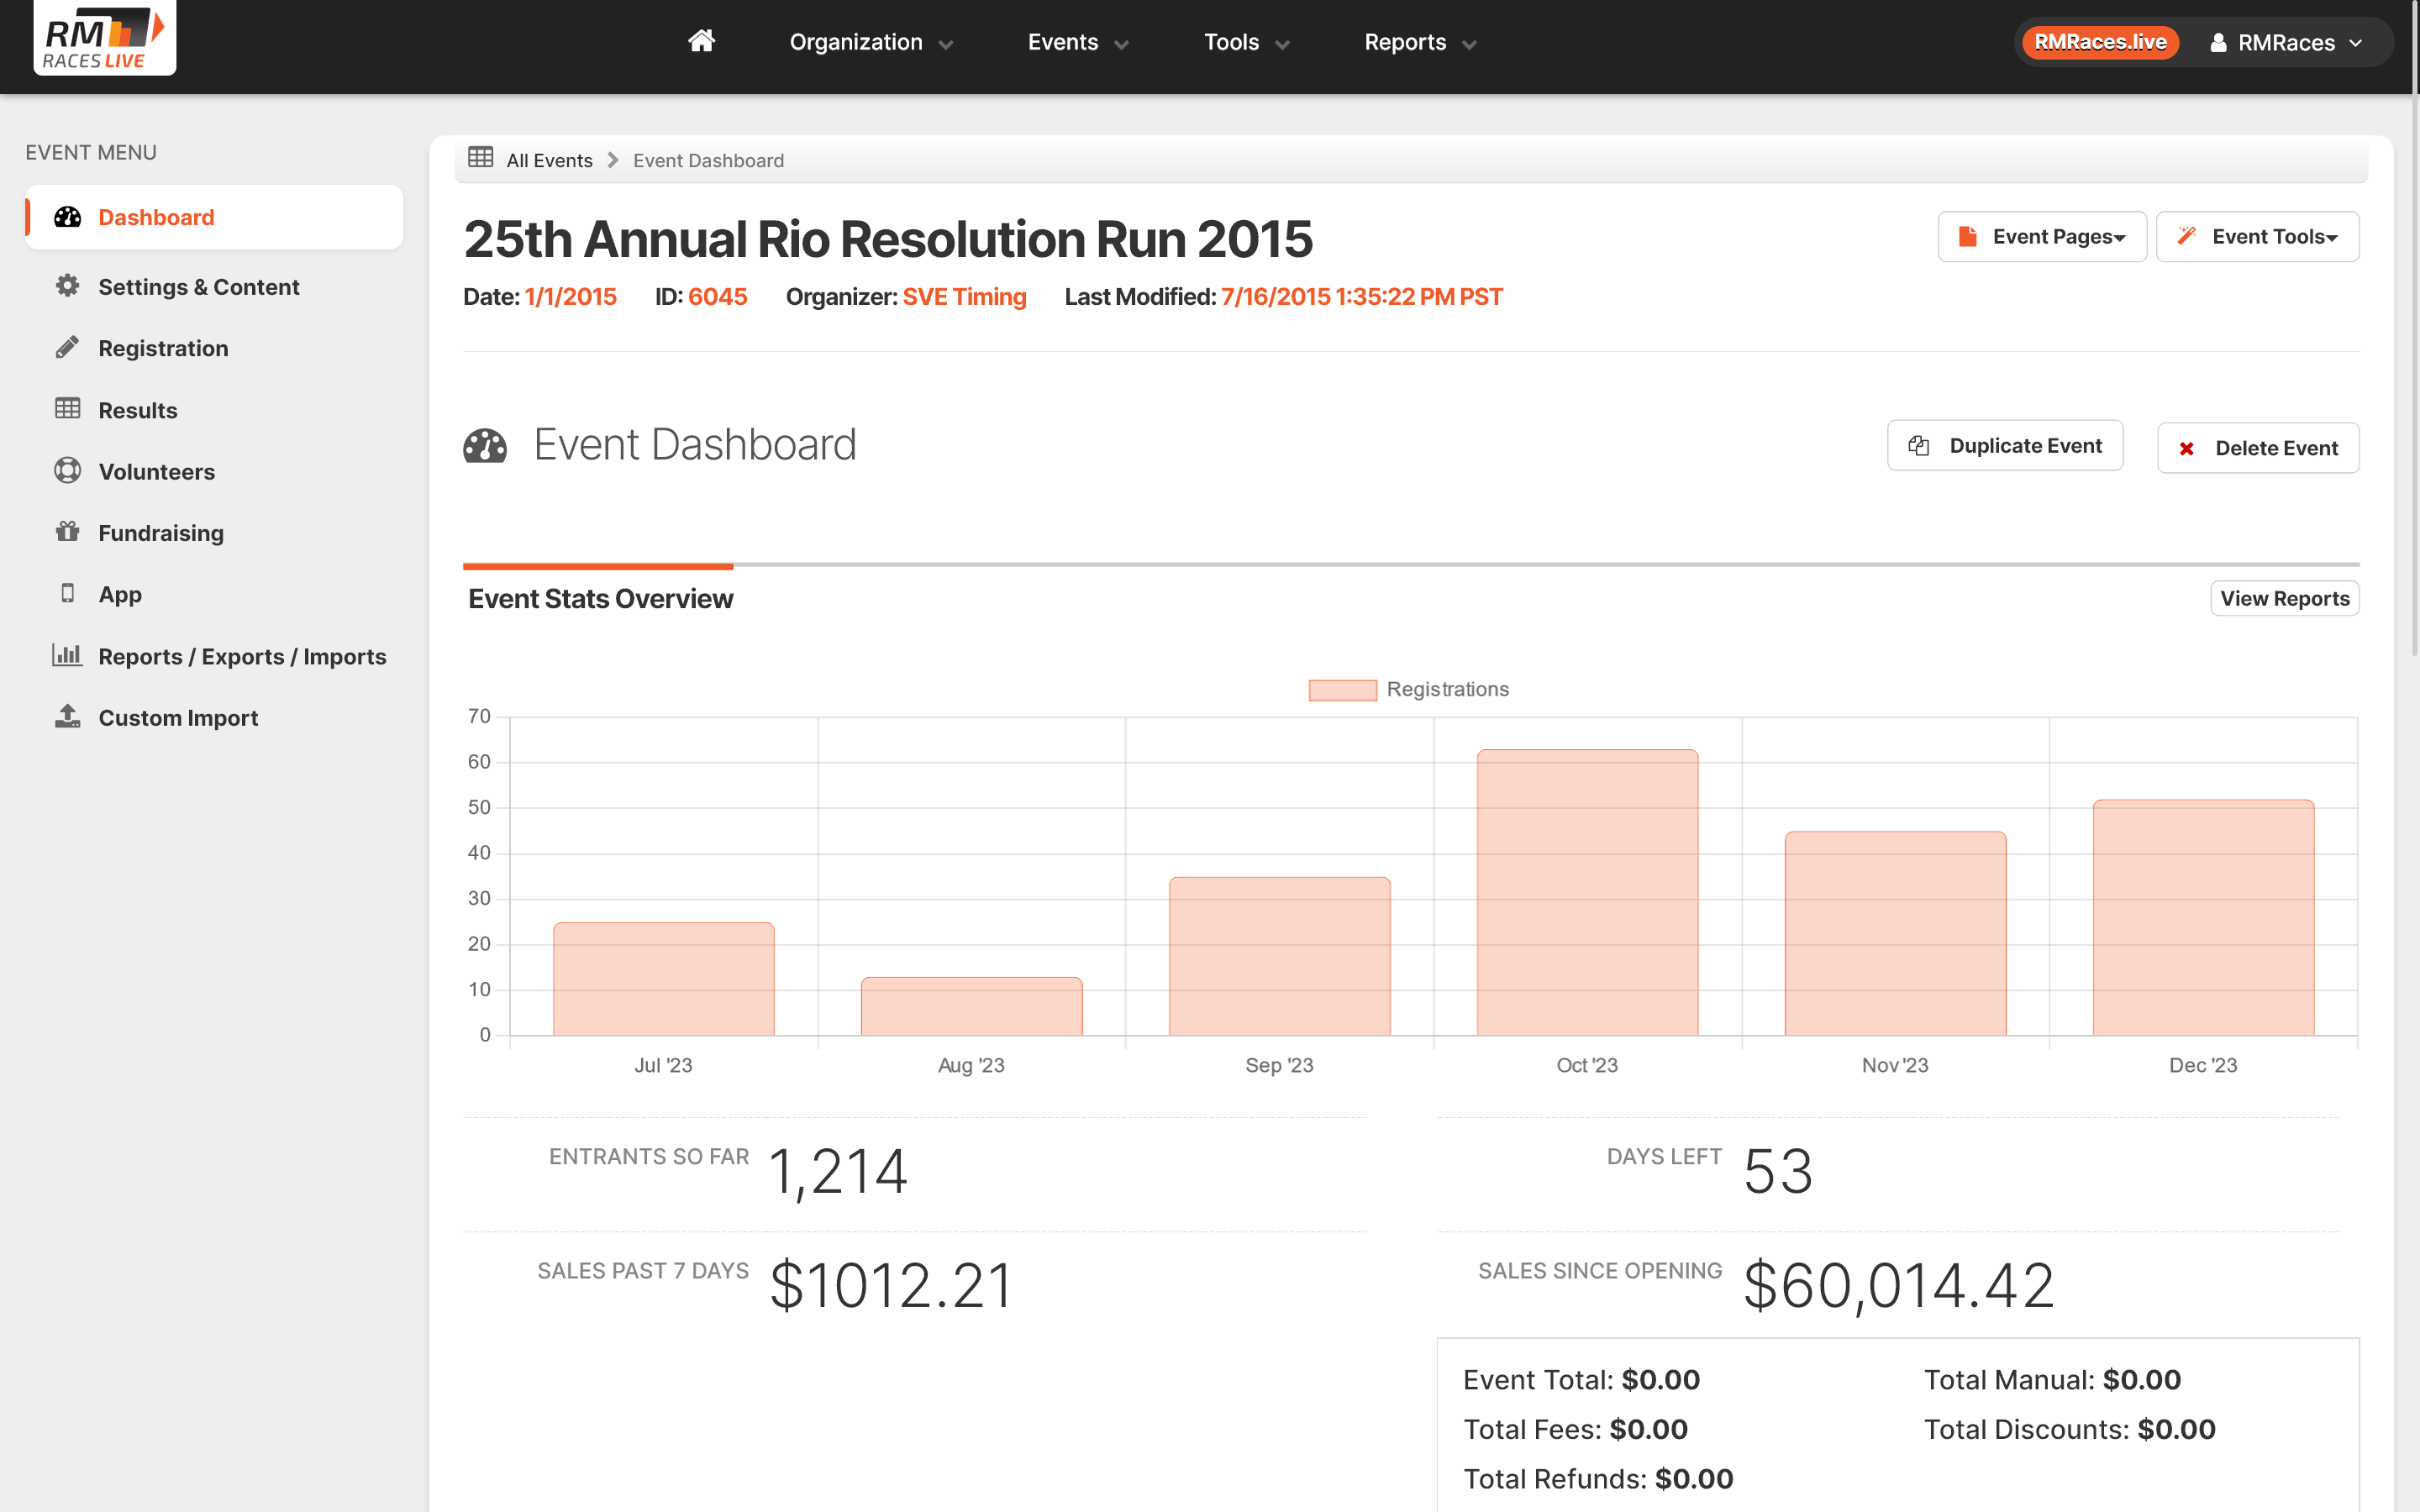 RM
RACES LIVE
Organization
Events
Tools
Reports
RMRaces.live
RMRaces
EVENT MENU
Dashboard
Settings & Content
Registration
Results
Volunteers
Fundraising
App
Reports / Exports / Imports
Custom Import
All Events > Event Dashboard
25th Annual Rio Resolution Run 2015
Event Pages
Event Tools
Date: 1/1/2015 ID: 6045 Organizer: SVE Timing Last Modified: 7/16/2015 1:35:22 PM PST
Event Dashboard
Duplicate Event
Delete Event
Event Stats Overview
View Reports
Registrations
70
60
50
40
30
20
10
0
Jul '23
Aug '23
Sep '23
Oct '23
Nov '23
Dec '23
ENTRANTS SO FAR 1,214
DAYS LEFT 53
SALES PAST 7 DAYS $1012.21
SALES SINCE OPENING $60,014.42
Event Total: $0.00
Total Manual: $0.00
Total Fees: $0.00
Total Discounts: $0.00
Total Refunds: $0.00